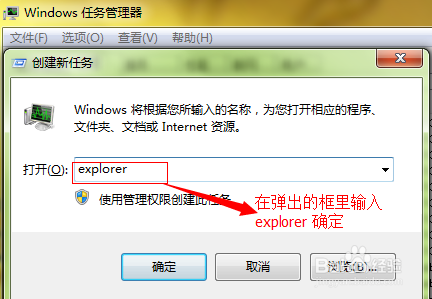 Windows 任务管理器
文件(F) 选项(O) 查看(V) 帮助(H)
创建新任务
Windows 将根据您所输入的名称，为您打开相应的程序、
文件夹、文档或 Internet 资源。
打开(O): explorer
使用管理权限创建此任务
在弹出的框里输入
explorer 确定
确定 取消 浏览(B)...